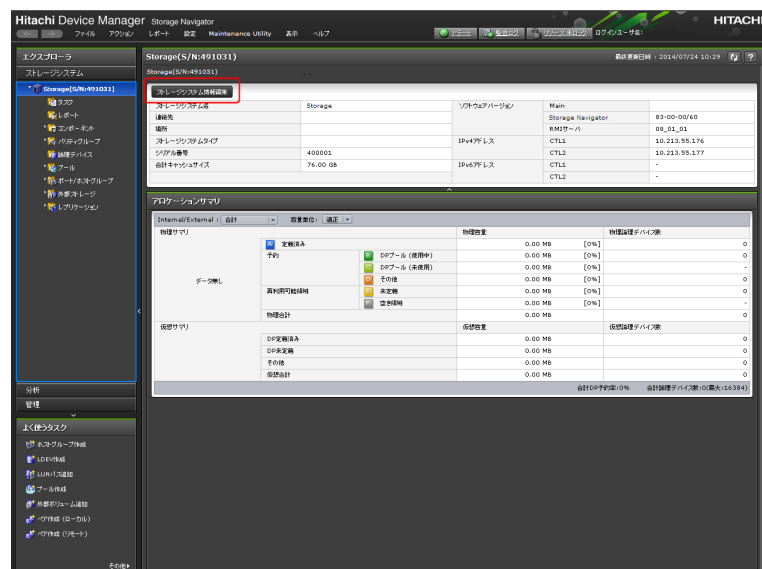 Hitachi Device Manager Storage Navigator HITACHI
ファイル アクション レポート 設定 Maintenance Utility 表示 ヘルプ ログインユーザ名:
エクスプローラ
ストレージシステム
Storage(S/N:491031)
タスク
レポート
コンポーネント
パリティグループ
論理デバイス
プール
ポート/ホストグループ
外部ストレージ
レプリケーション
分析
管理
よく使うタスク
ホストグループ作成
LDEV作成
LUNパス追加
プール作成
外部ボリューム追加
ペア作成 (ローカル)
ペア作成 (リモート)
その他
Storage(S/N:491031) 最終更新日時 : 2014/07/24 10:29
Storage(S/N:491031)
ストレージシステム情報編集
ストレージシステム名 Storage ソフトウェアバージョン Main
連絡先 Storage Navigator 83-00-00/60
場所 RMIサーバ 08_01_01
ストレージシステムタイプ IPv4アドレス CTL1 10.213.55.176
シリアル番号 400001 CTL2 10.213.55.177
合計キャッシュサイズ 76.00 GB IPv6アドレス CTL1 -
CTL2 -
アロケーションサマリ
Internal/External : 合計 容量単位: 適正
物理サマリ 物理容量 物理論理デバイス数
データ無し
定義済み 0.00 MB [0%] 0
予約 DPプール (使用中) 0.00 MB [0%] 0
DPプール (未使用) 0.00 MB [0%] -
その他 0.00 MB [0%] 0
再利用可能領域 未定義 0.00 MB [0%] 0
空き領域 0.00 MB [0%] -
物理合計 0.00 MB 0
仮想サマリ 仮想容量 仮想論理デバイス数
DP定義済み 0.00 MB 0
DP未定義 0.00 MB 0
その他 0.00 MB 0
仮想合計 0.00 MB 0
合計DP予約率:0% 合計論理デバイス数:0(最大:16384)